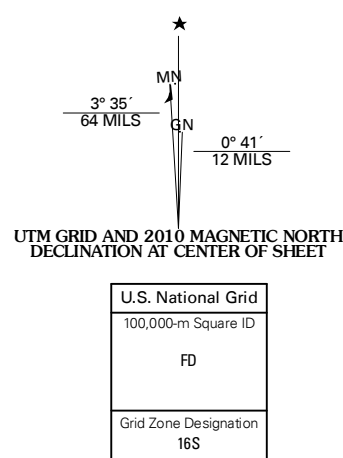 ★
MN
3° 35´
64 MILS
GN
0° 41´
12 MILS
UTM GRID AND 2010 MAGNETIC NORTH
DECLINATION AT CENTER OF SHEET
U.S. National Grid
100,000-m Square ID
FD
Grid Zone Designation
16S